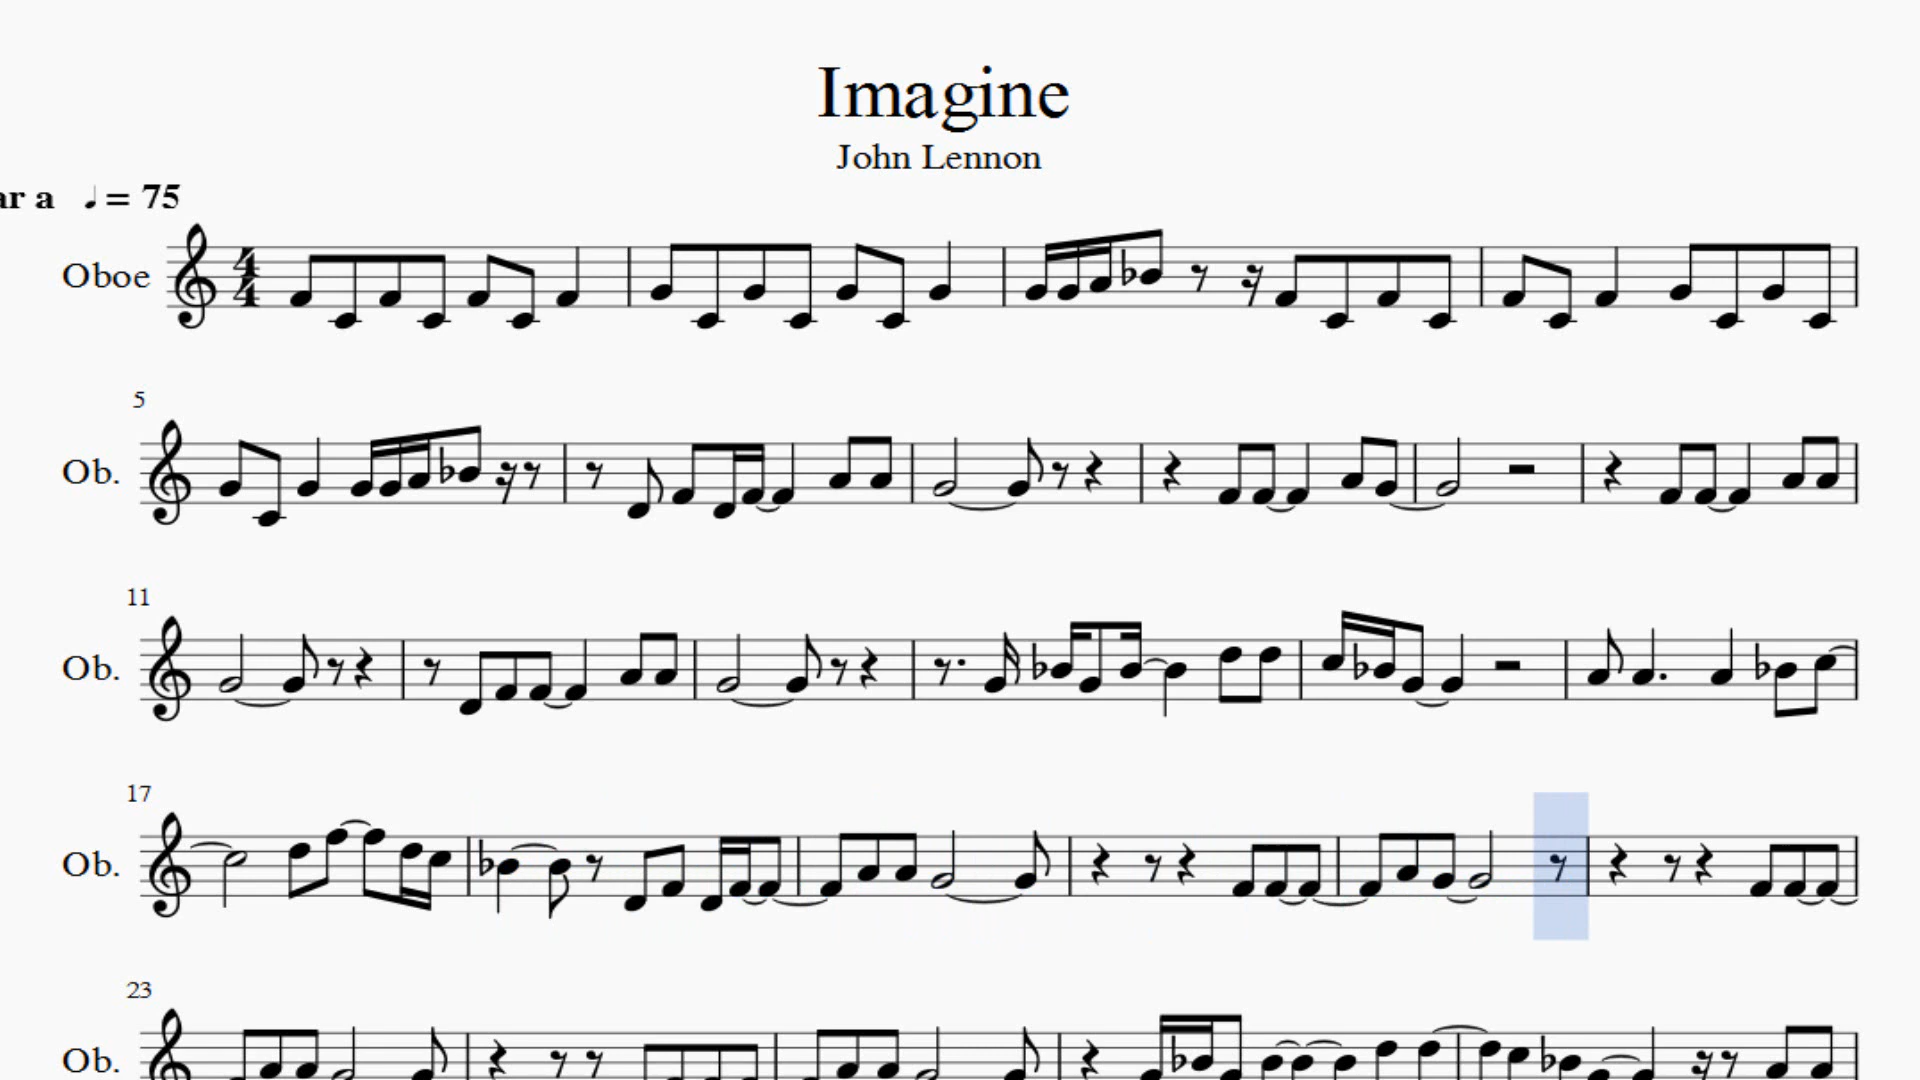 Imagine
John Lennon
ar a ♩= 75
Oboe
5
Ob.
11
Ob.
17
Ob.
23
Ob.